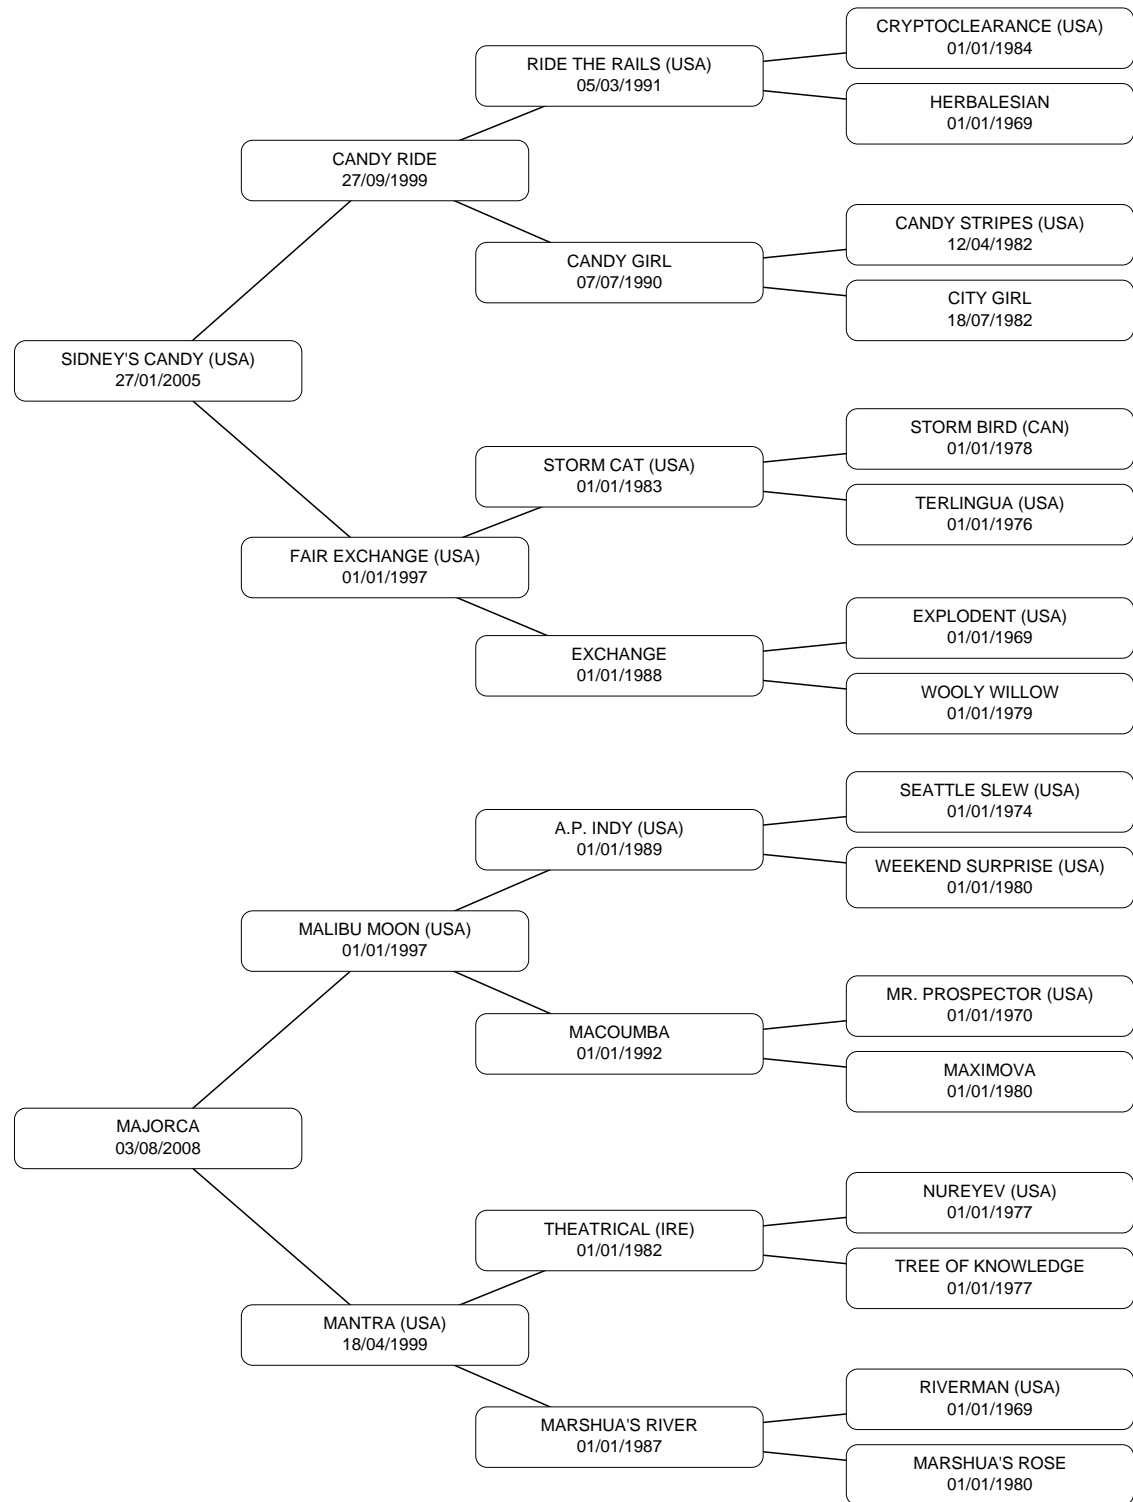 CRYPTOCLEARANCE (USA)
01/01/1984
RIDE THE RAILS (USA)
05/03/1991
HERBALESIAN
01/01/1969
CANDY RIDE
27/09/1999
CANDY STRIPES (USA)
12/04/1982
CANDY GIRL
07/07/1990
CITY GIRL
18/07/1982
SIDNEY'S CANDY (USA)
27/01/2005
STORM BIRD (CAN)
01/01/1978
STORM CAT (USA)
01/01/1983
TERLINGUA (USA)
01/01/1976
FAIR EXCHANGE (USA)
01/01/1997
EXPLODENT (USA)
01/01/1969
EXCHANGE
01/01/1988
WOOLY WILLOW
01/01/1979
SEATTLE SLEW (USA)
01/01/1974
A.P. INDY (USA)
01/01/1989
WEEKEND SURPRISE (USA)
01/01/1980
MALIBU MOON (USA)
01/01/1997
MR. PROSPECTOR (USA)
01/01/1970
MACOUMBA
01/01/1992
MAXIMOVA
01/01/1980
MAJORCA
03/08/2008
NUREYEV (USA)
01/01/1977
THEATRICAL (IRE)
01/01/1982
TREE OF KNOWLEDGE
01/01/1977
MANTRA (USA)
18/04/1999
RIVERMAN (USA)
01/01/1969
MARSHUA'S RIVER
01/01/1987
MARSHUA'S ROSE
01/01/1980